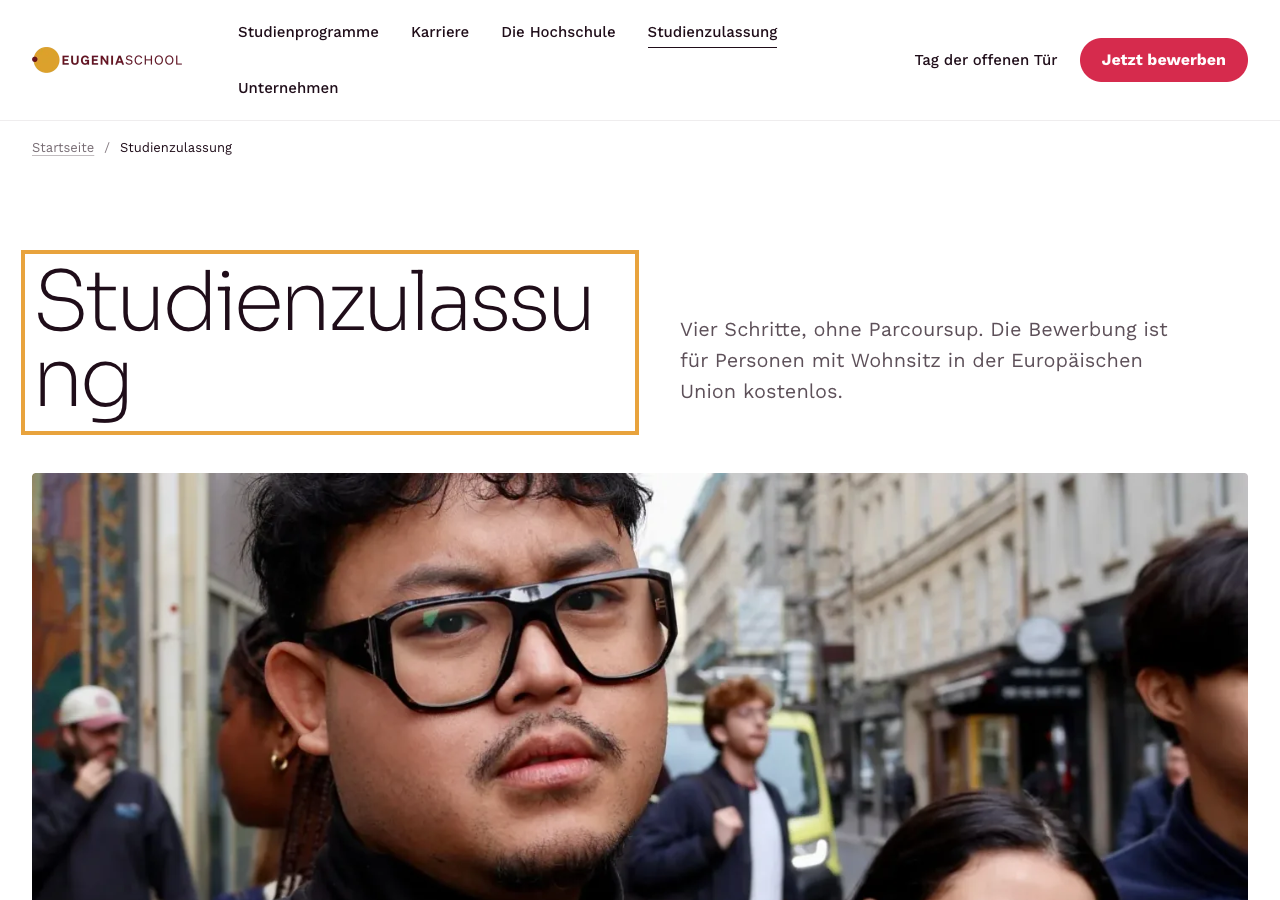 Studienprogramme Karriere Die Hochschule Studienzulassung
EUGENIASCHOOL
Tag der offenen Tür Jetzt bewerben
Unternehmen
Startseite / Studienzulassung
Studienzulassu
ng
Vier Schritte, ohne Parcoursup. Die Bewerbung ist
für Personen mit Wohnsitz in der Europäischen
Union kostenlos.